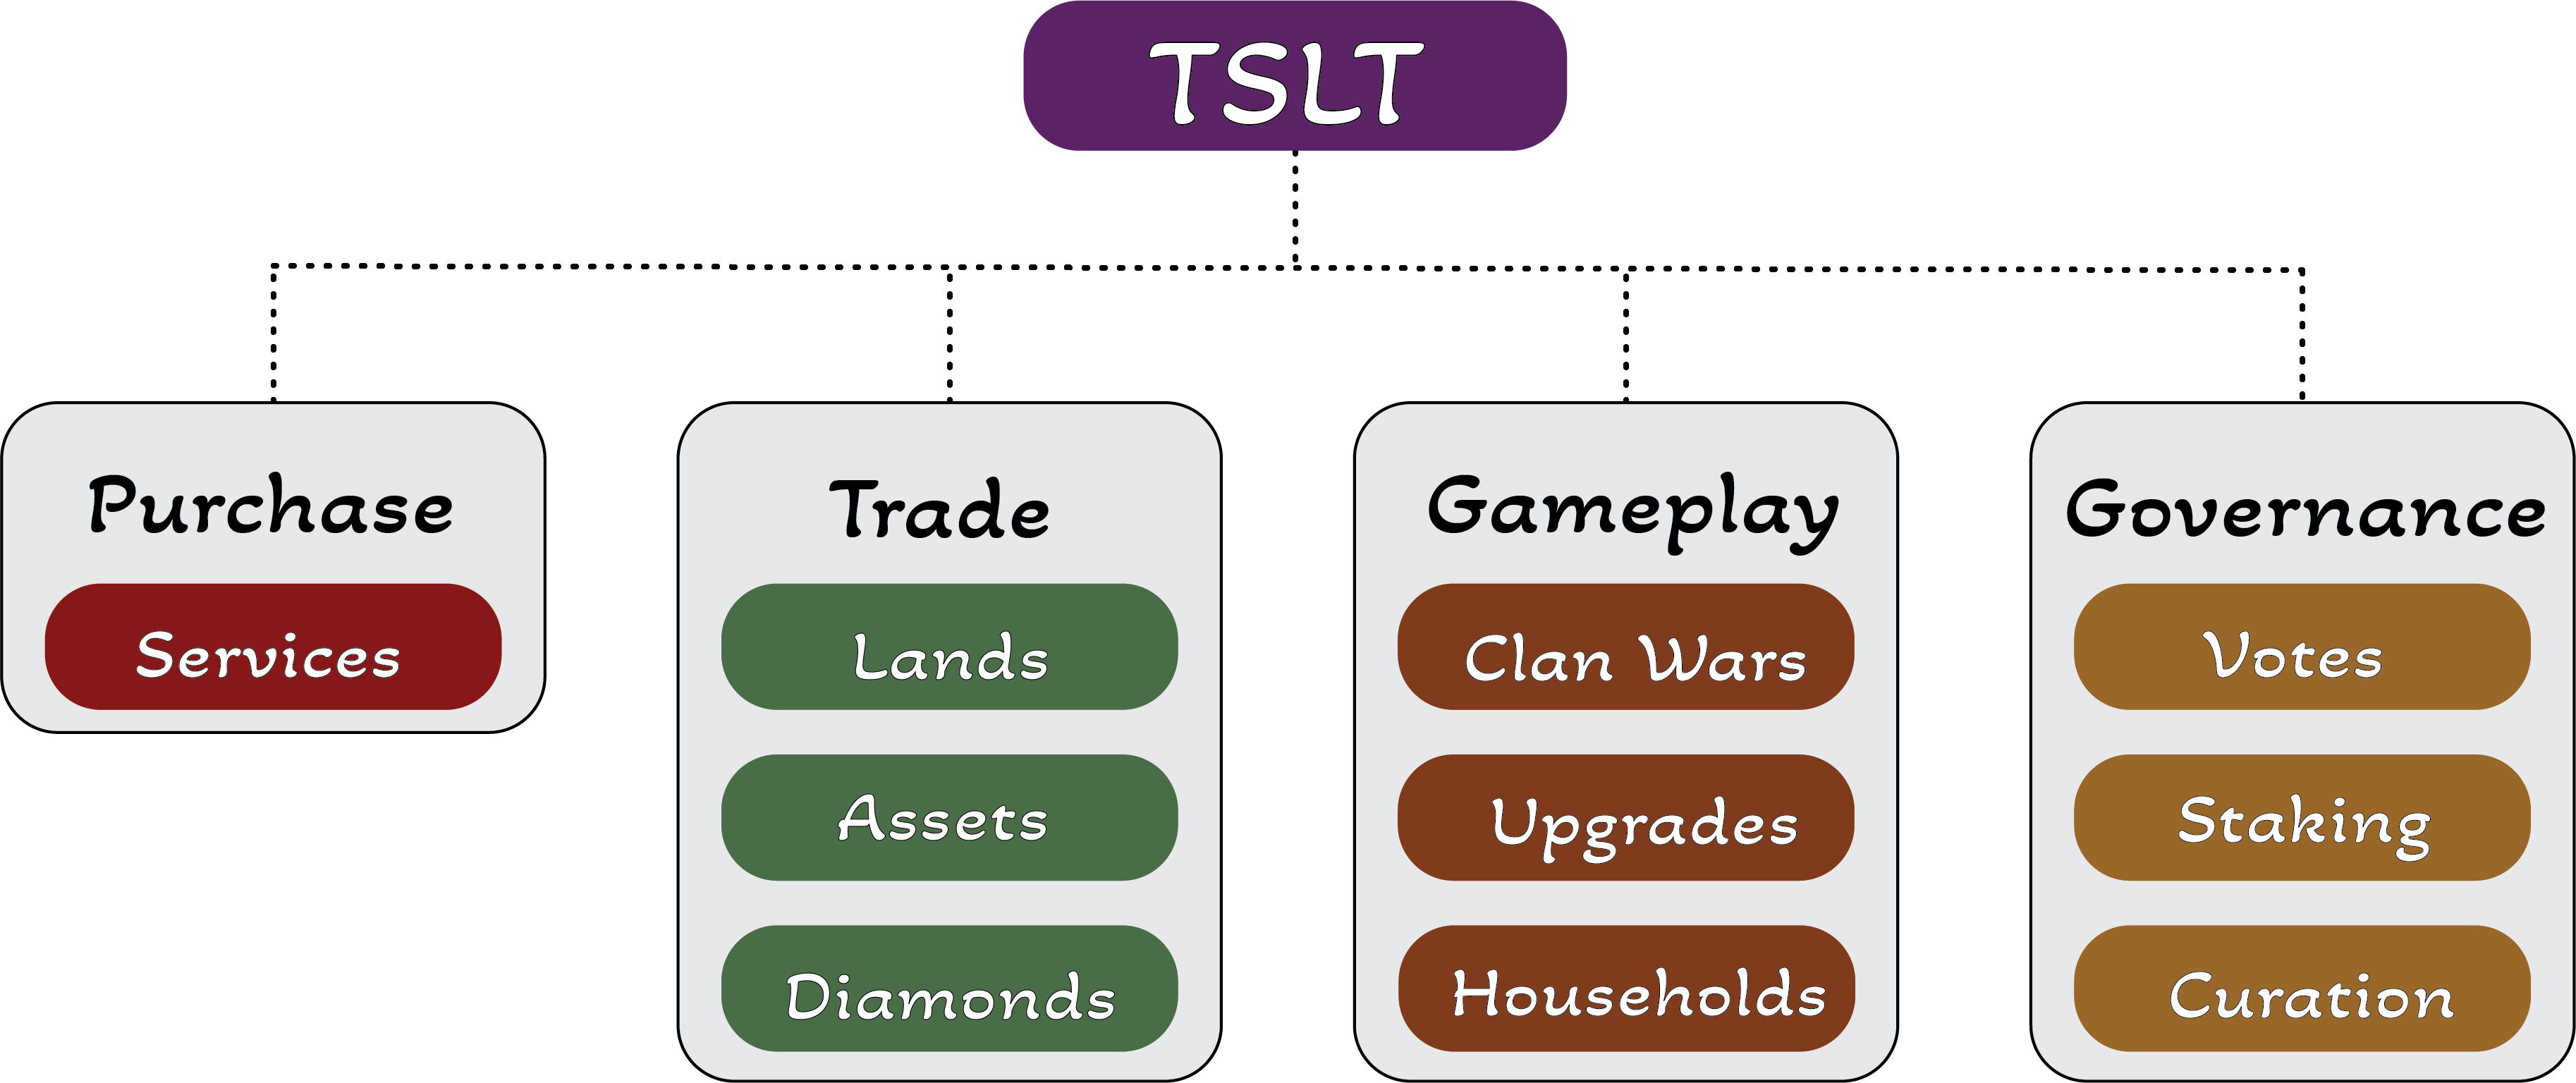 TSLT
Purchase
Services
Trade
Lands
Assets
Diamonds
Gameplay
Clan Wars
Upgrades
Households
Governance
Votes
Staking
Curation